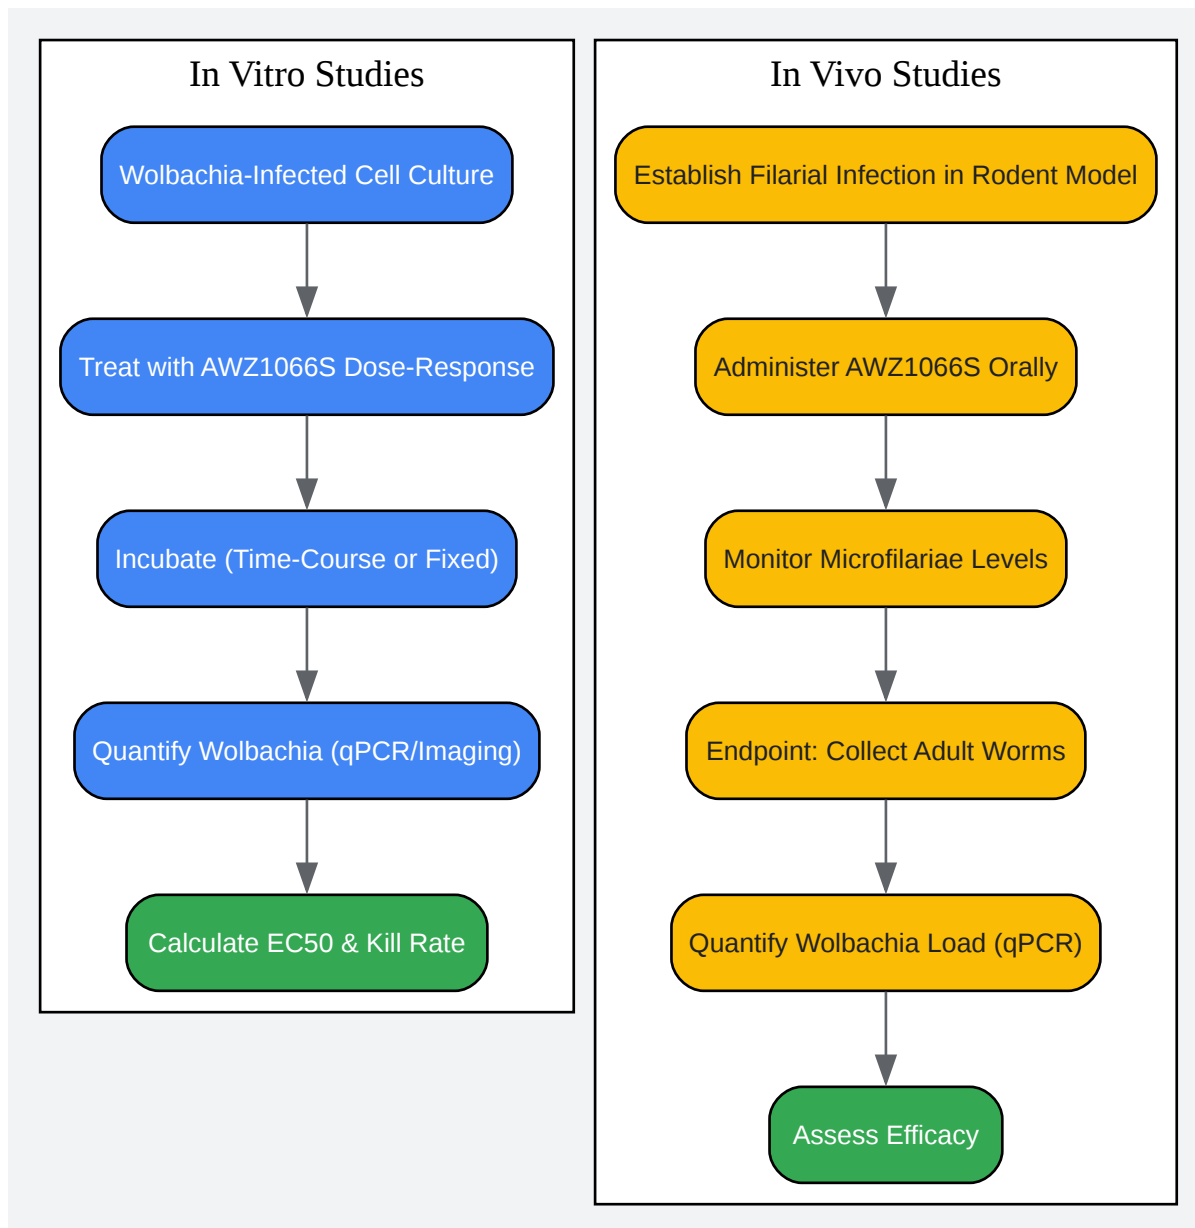 In Vitro Studies
Wolbachia-Infected Cell Culture
Treat with AWZ1066S Dose-Response
Incubate (Time-Course or Fixed)
Quantify Wolbachia (qPCR/Imaging)
Calculate EC50 & Kill Rate
In Vivo Studies
Establish Filarial Infection in Rodent Model
Administer AWZ1066S Orally
Monitor Microfilariae Levels
Endpoint: Collect Adult Worms
Quantify Wolbachia Load (qPCR)
Assess Efficacy